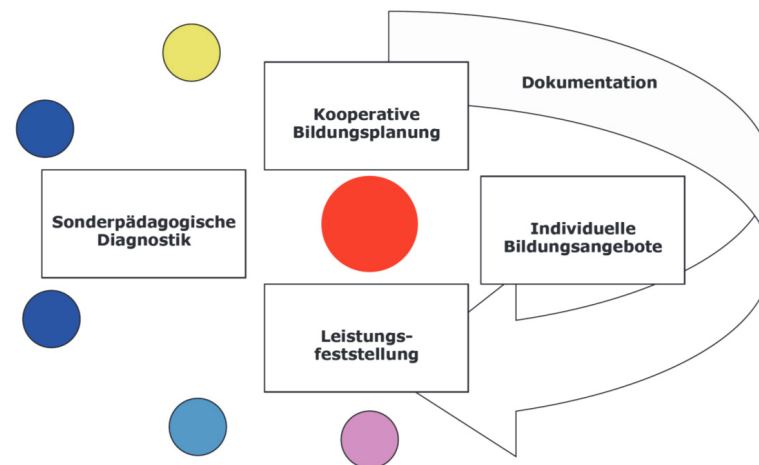 Dokumentation
Kooperative
Bildungsplanung
Sonderpädagogische
Diagnostik
Individuelle
Bildungsangebote
Leistungs-
feststellung